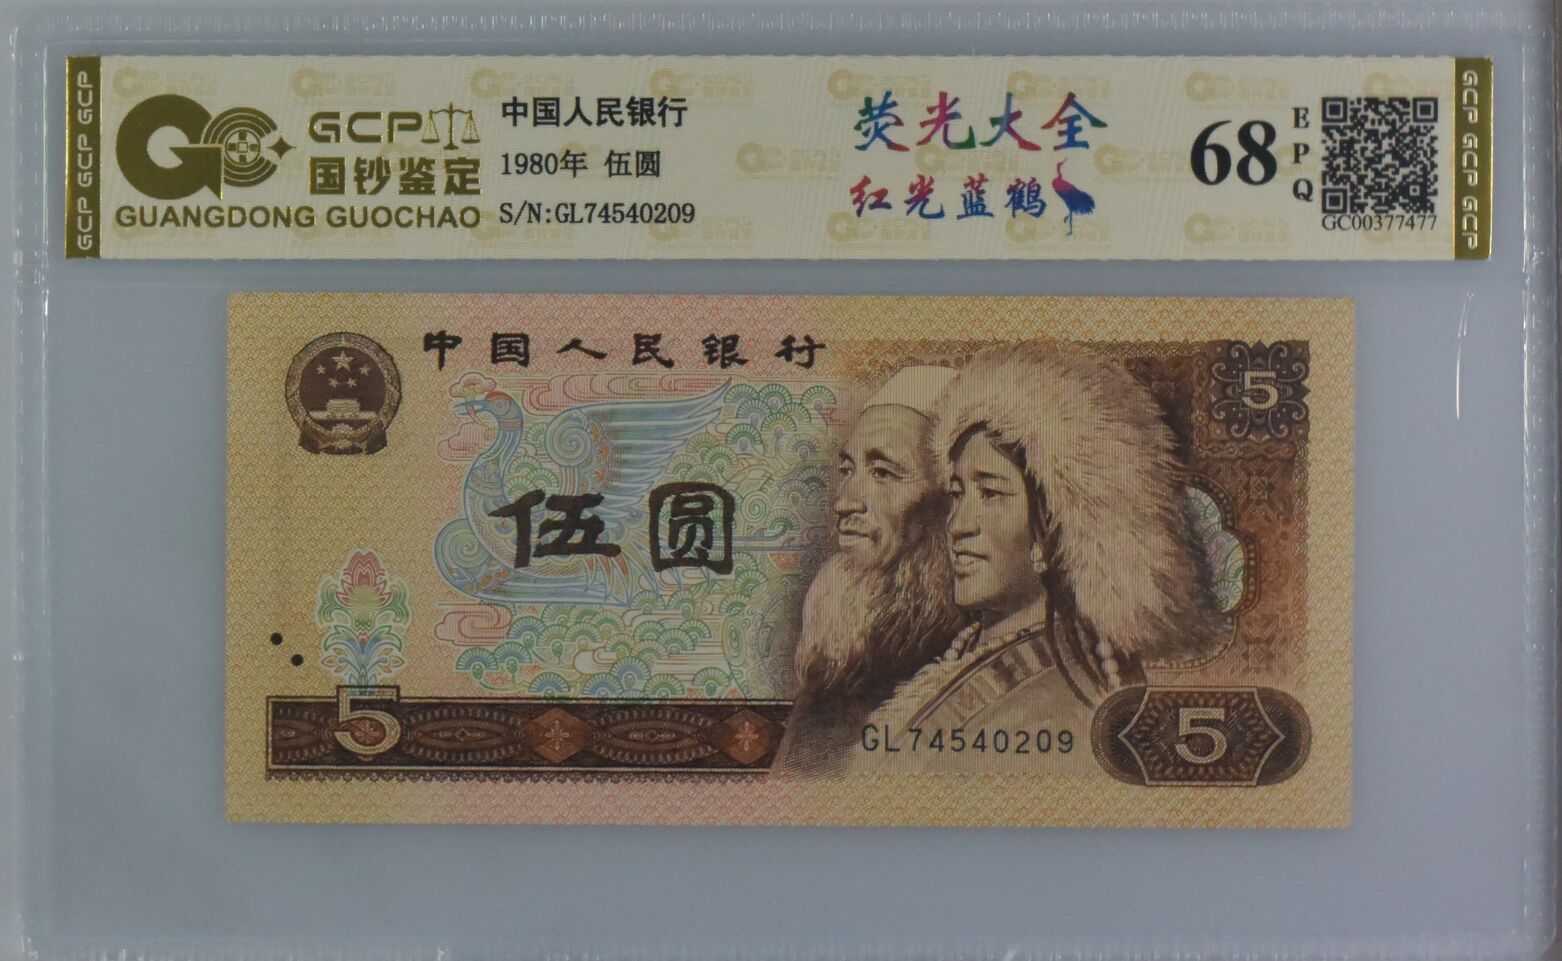 GCP GCP GCP
GCP
国钞鉴定
GUANGDONG GUOCHAO
中国人民银行
1980年 伍圆
S/N:GL74540209
荧光大全
红光蓝鹤
68
EPQ
GC00377477
GCP GCP GCP
中国人民银行
5
伍圆
5
GL74540209
5